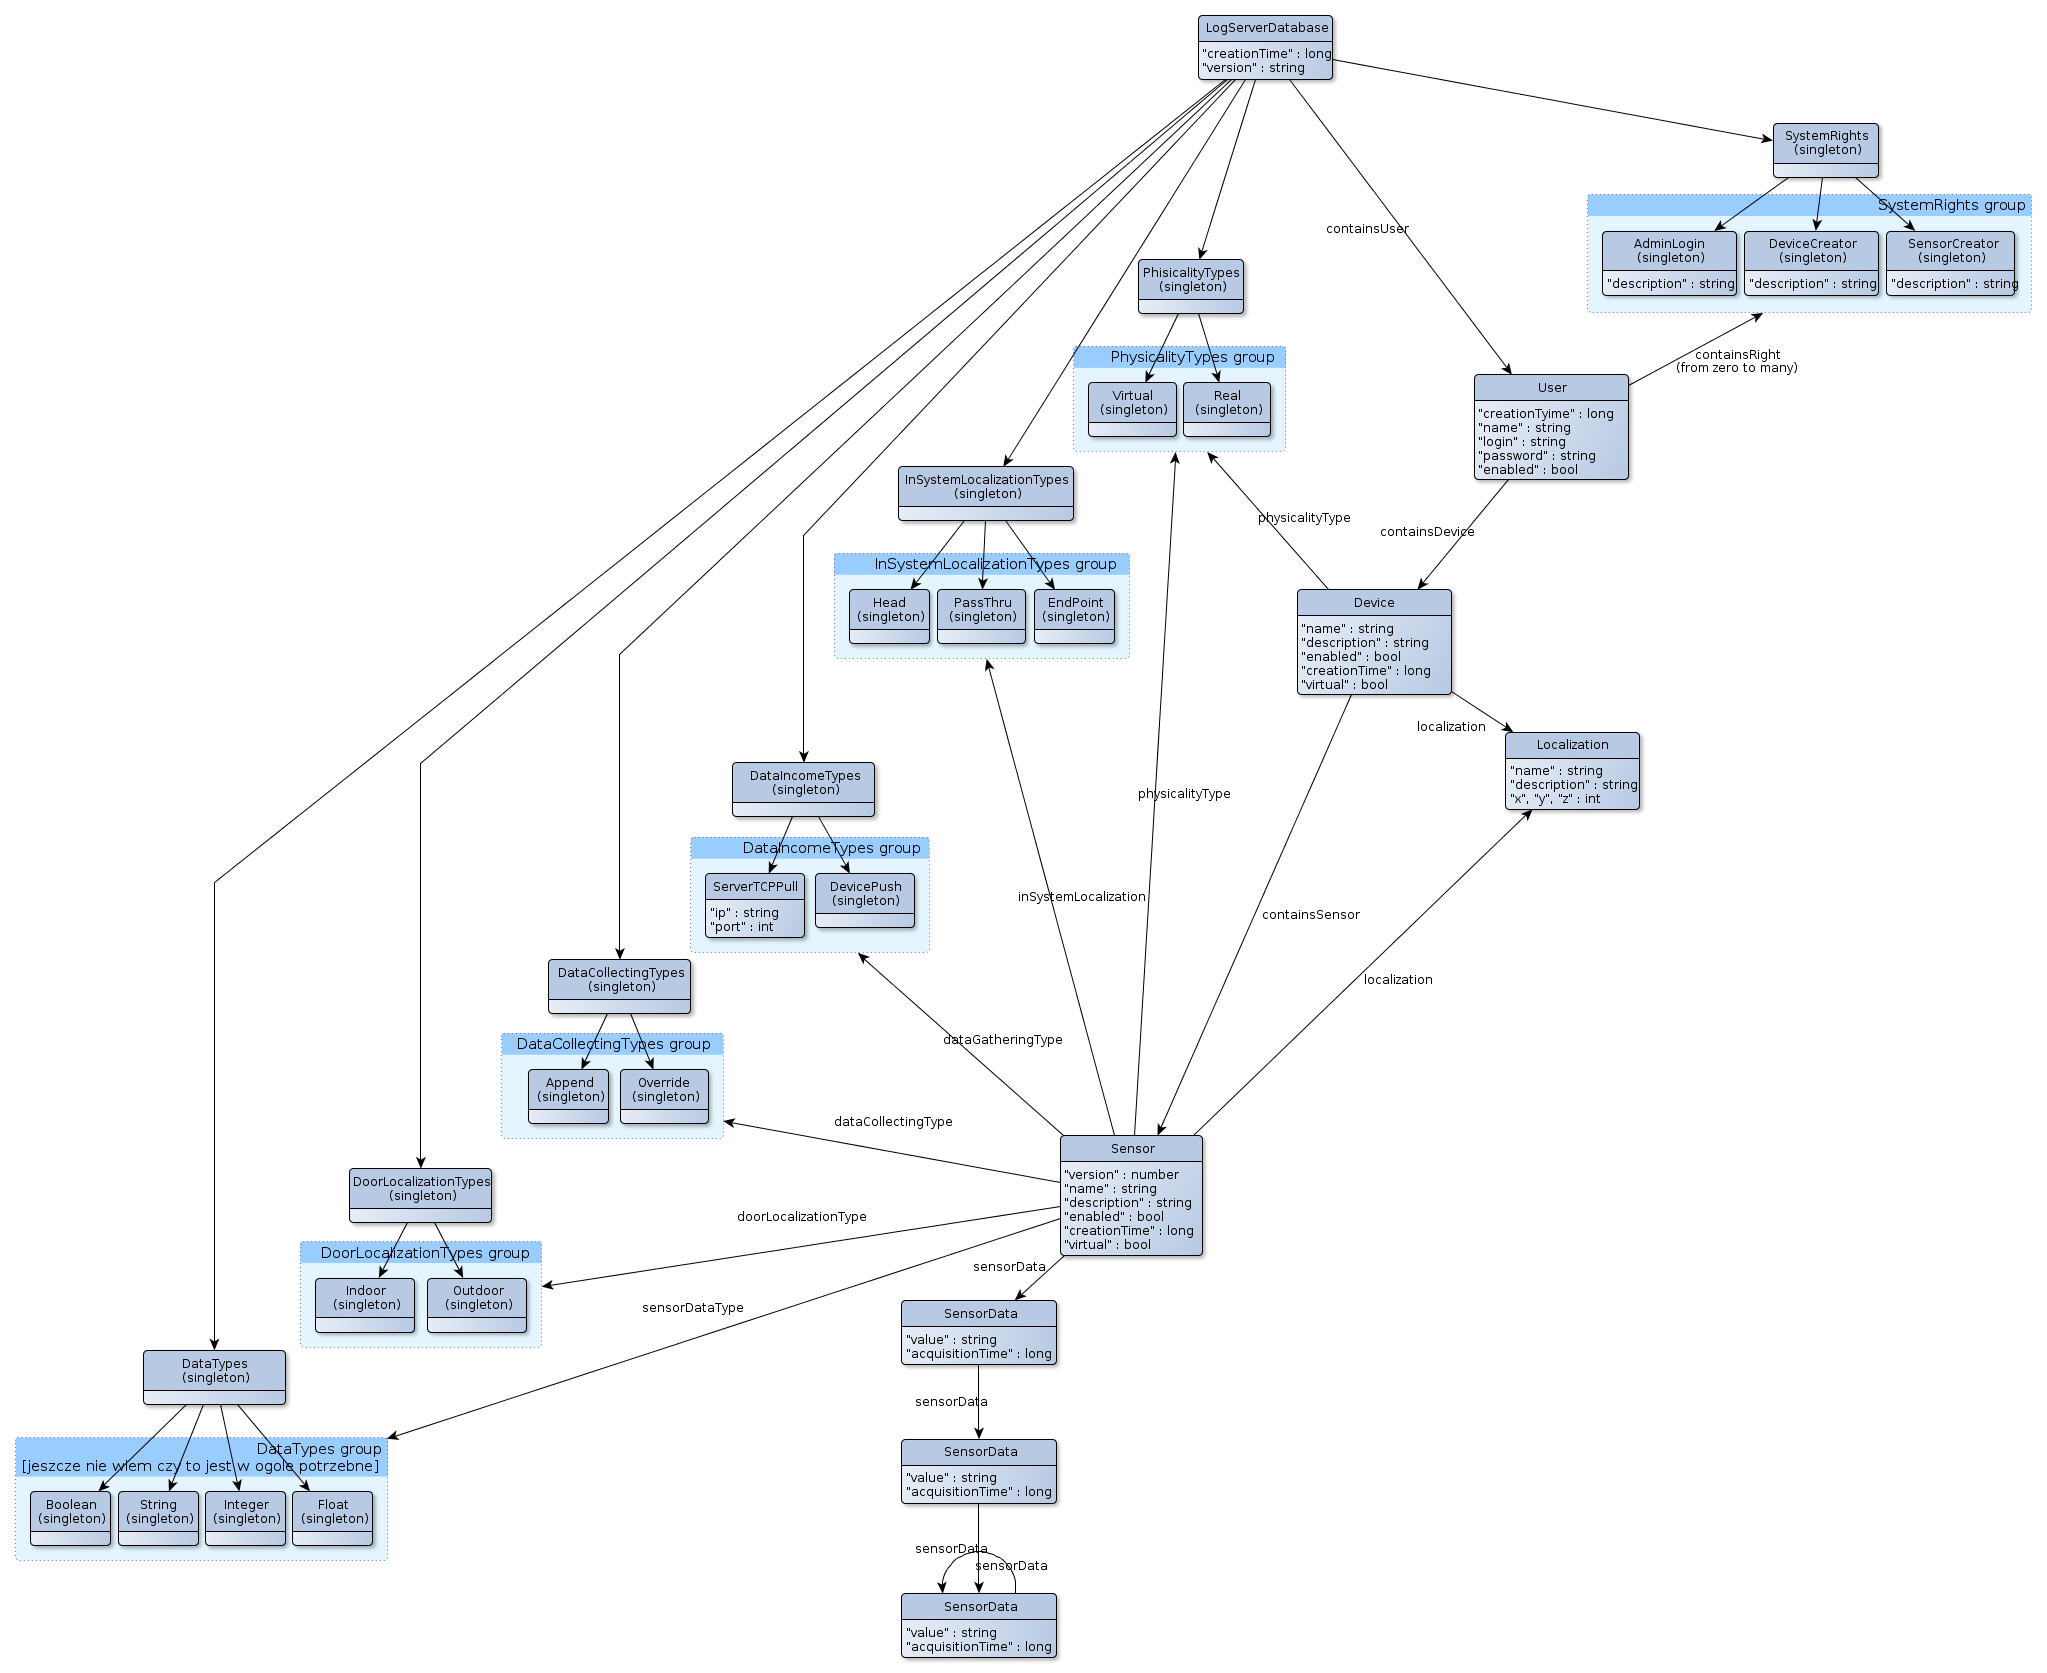 LogServerDatabase
"creationTime" : long
"version" : string
SystemRights
(singleton)
SystemRights group
AdminLogin
(singleton)
"description" : string
DeviceCreator
(singleton)
"description" : string
SensorCreator
(singleton)
"description" : string
containsUser
PhisicalityTypes
(singleton)
PhysicalityTypes group
Virtual
(singleton)
Real
(singleton)
containsRight
(from zero to many)
User
"creationTyime" : long
"name" : string
"login" : string
"password" : string
"enabled" : bool
InSystemLocalizationTypes
(singleton)
InSystemLocalizationTypes group
Head
(singleton)
PassThru
(singleton)
EndPoint
(singleton)
physicalityType
containsDevice
Device
"name" : string
"description" : string
"enabled" : bool
"creationTime" : long
"virtual" : bool
localization
Localization
"name" : string
"description" : string
"x", "y", "z" : int
DataIncomeTypes
(singleton)
DataIncomeTypes group
ServerTCPPull
"ip" : string
"port" : int
DevicePush
(singleton)
physicalityType
inSystemLocalization
containsSensor
localization
DataCollectingTypes
(singleton)
DataCollectingTypes group
Append
(singleton)
Override
(singleton)
dataGatheringType
dataCollectingType
Sensor
"version" : number
"name" : string
"description" : string
"enabled" : bool
"creationTime" : long
"virtual" : bool
DoorLocalizationTypes
(singleton)
DoorLocalizationTypes group
Indoor
(singleton)
Outdoor
(singleton)
doorLocalizationType
sensorDataType
sensorData
SensorData
"value" : string
"acquisitionTime" : long
DataTypes
(singleton)
DataTypes group
[jeszcze nie wiem czy to jest w ogole potrzebne]
Boolean
(singleton)
String
(singleton)
Integer
(singleton)
Float
(singleton)
sensorData
SensorData
"value" : string
"acquisitionTime" : long
sensorData
sensorData
SensorData
"value" : string
"acquisitionTime" : long